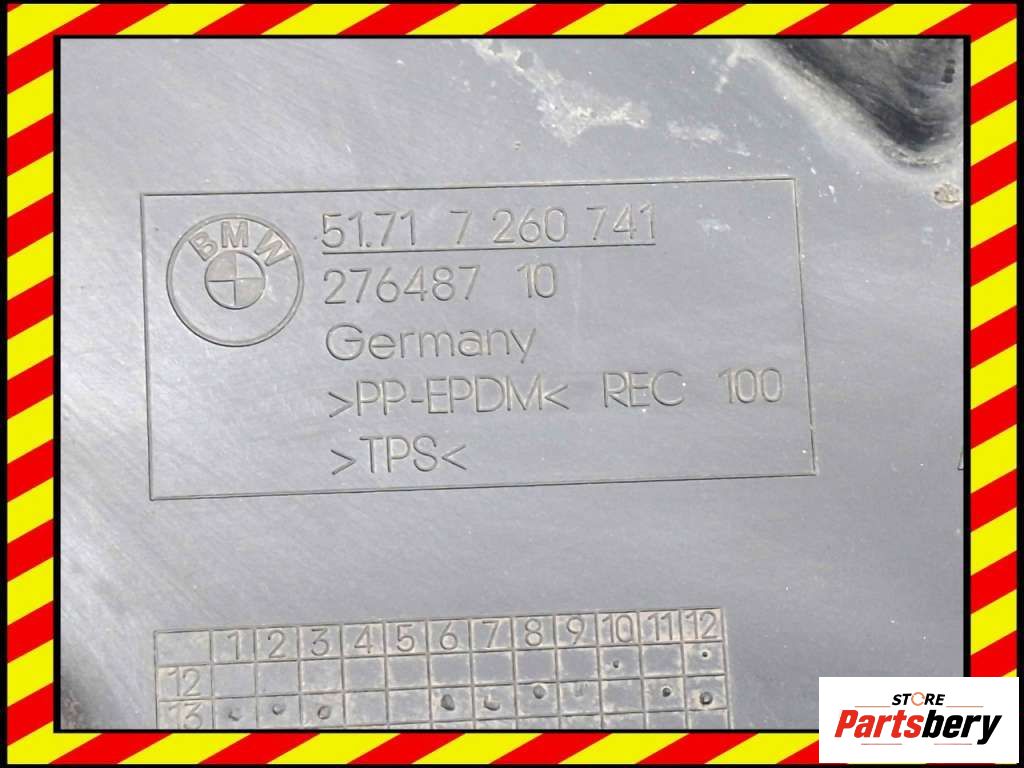 BMW
51.71 7 260 741
276487 10
Germany
>PP-EPDM< REC 100
>TPS<
1 2 3 4 5 6 7 8 9 10 11 12
12
13
STORE
Partsbery